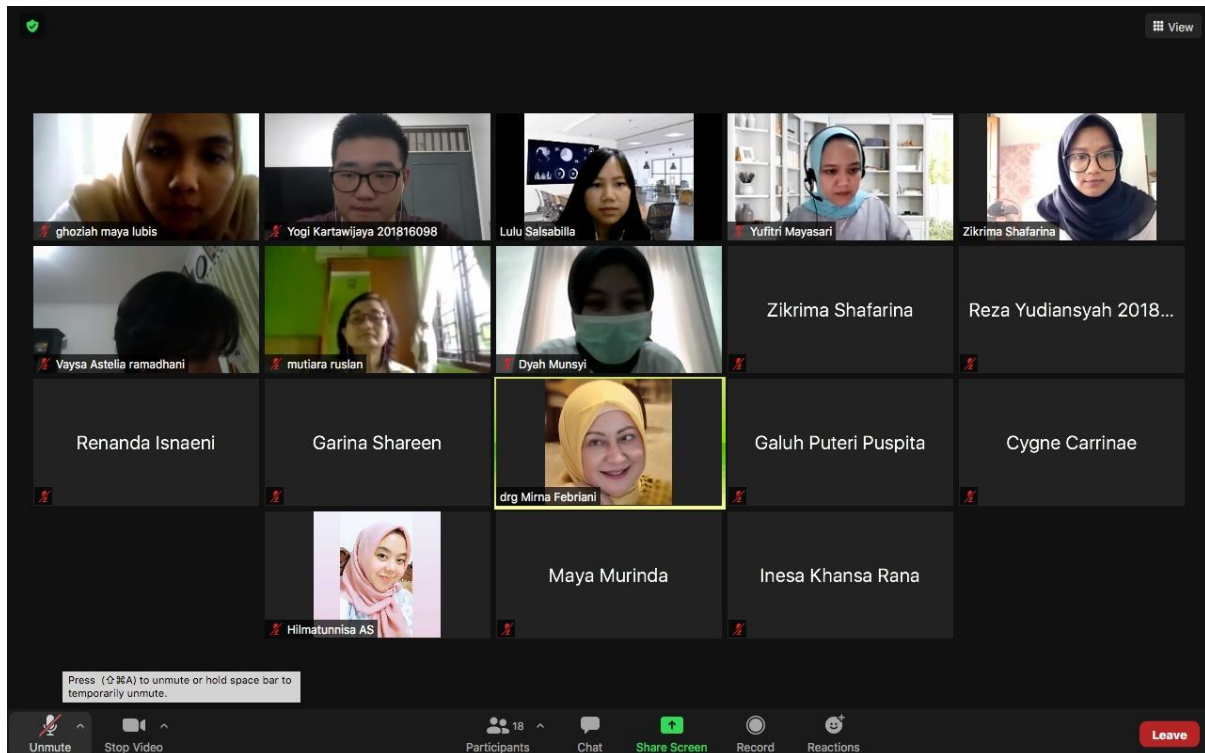 View
ghoziah maya lubis
Yogi Kartawijaya 201816098
Lulu Salsabilla
Yufitri Mayasari
Zikrima Shafarina
Vaysa Astelia ramadhani
mutiara ruslan
Dyah Munsyi
Zikrima Shafarina
Reza Yudiansyah 2018...
Renanda Isnaeni
Garina Shareen
drg Mirna Febriani
Galuh Puteri Puspita
Cygne Carrinae
Hilmatunnisa AS
Maya Murinda
Inesa Khansa Rana
Press (⇧⌘A) to unmute or hold space bar to
temporarily unmute.
Unmute
Stop Video
18
Participants
Chat
Share Screen
Record
Reactions
Leave